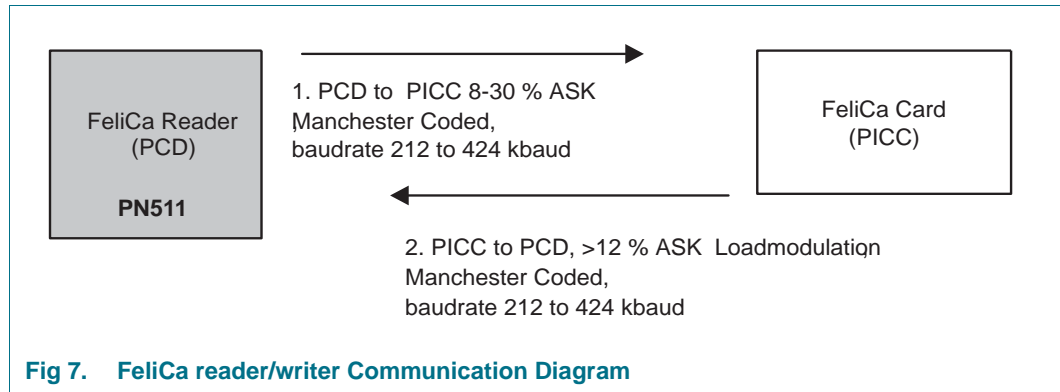 FeliCa Reader
(PCD)
PN511
1. PCD to PICC 8-30 % ASK
Manchester Coded,
baudrate 212 to 424 kbaud
FeliCa Card
(PICC)
2. PICC to PCD, >12 % ASK Loadmodulation,
Manchester Coded,
baudrate 212 to 424 kbaud
Fig 7. FeliCa reader/writer Communication Diagram